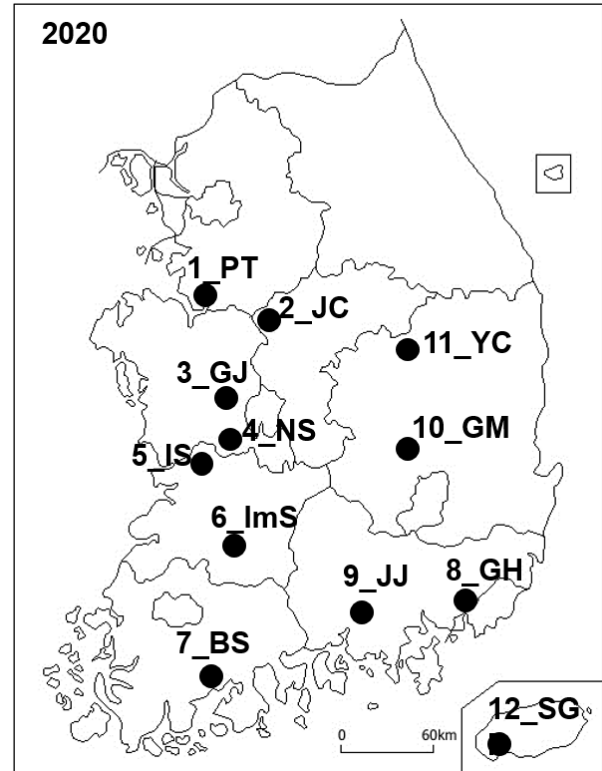 2020
1_PT
2_JC
11_YC
3_GJ
4_NS
10_GM
5_IS
6_ImS
9_JJ
8_GH
7_BS
12_SG
0
60km